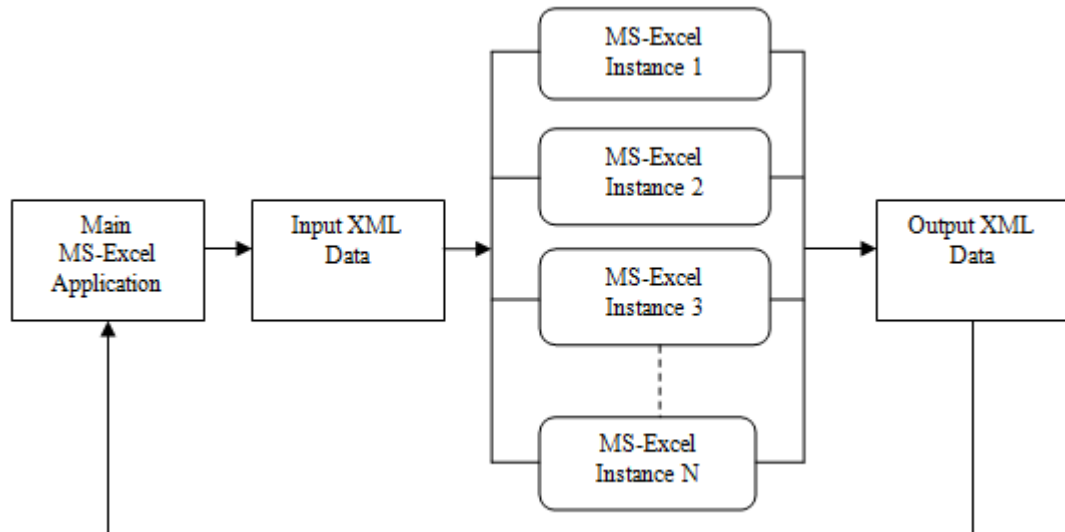 Main
MS-Excel
Application
Input XML
Data
MS-Excel
Instance 1
MS-Excel
Instance 2
MS-Excel
Instance 3
MS-Excel
Instance N
Output XML
Data